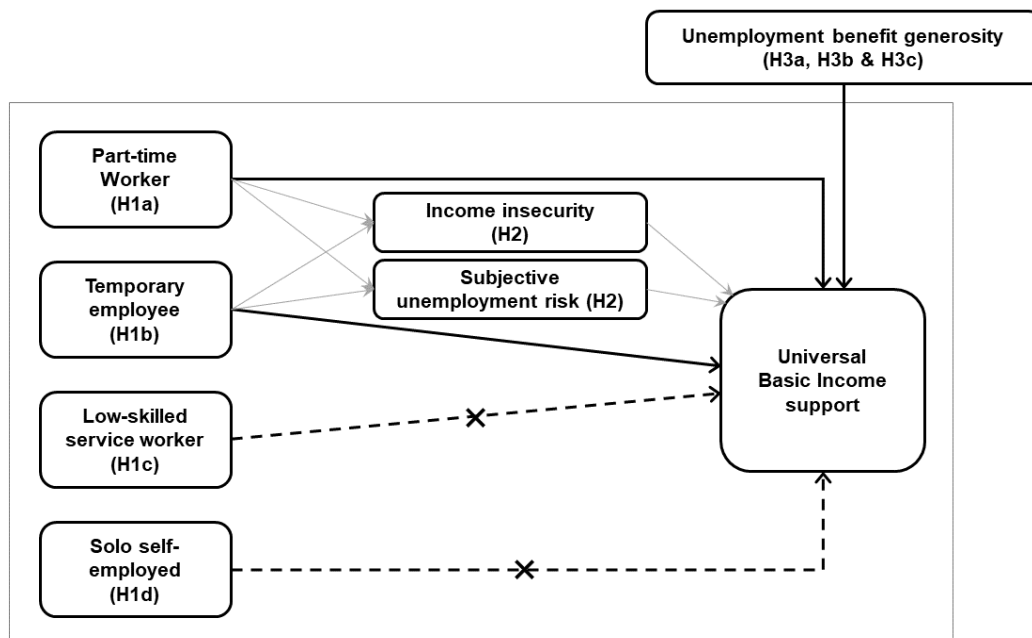 Unemployment benefit generosity
(H3a, H3b & H3c)
Part-time
Worker
(H1a)
Income insecurity
(H2)
Temporary
employee
(H1b)
Subjective
unemployment risk (H2)
Universal
Basic Income
support
Low-skilled
service worker
(H1c)
Solo self-
employed
(H1d)